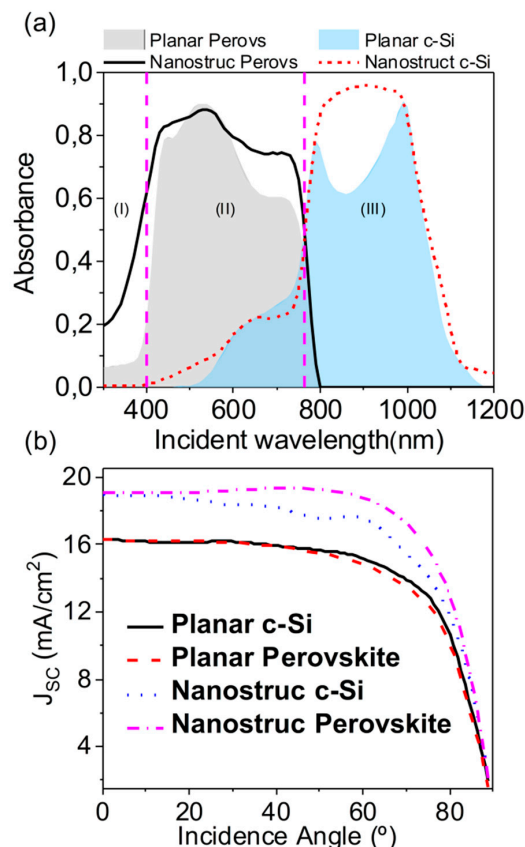 (a)
Planar Perovs
Planar c-Si
Nanostruc Perovs
Nanostruct c-Si
1,0
0,8
0,6
0,4
0,2
0,0
Absorbance
(I)
(II)
(III)
400 600 800 1000 1200
Incident wavelength(nm)
(b)
20
16
12
8
4
JSC (mA/cm2)
Planar c-Si
Planar Perovskite
Nanostruc c-Si
Nanostruc Perovskite
0 20 40 60 80
Incidence Angle (º)